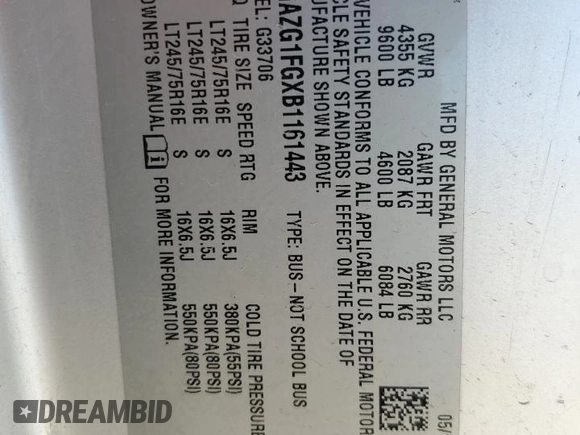 MFD BY GENERAL MOTORS LLC 05/
GVWR GAWR FRT GAWR RR
4355 KG 2087 KG 2760 KG
9600 LB 4600 LB 6084 LB
VEHICLE CONFORMS TO ALL APPLICABLE U.S. FEDERAL MOTOR
CLE SAFETY STANDARDS IN EFFECT ON THE DATE OF
UFACTURE SHOWN ABOVE.
AZG1FGXB1161443 TYPE: BUS–NOT SCHOOL BUS
EL: G33706
TIRE SIZE SPEED RTG RIM COLD TIRE PRESSURE
LT245/75R16E S 16X6.5J 380KPA(55PSI)
LT245/75R16E S 16X6.5J 550KPA(80PSI)
LT245/75R16E S 16X6.5J 550KPA(80PSI)
OWNER'S MANUAL FOR MORE INFORMATION.
DREAMBID